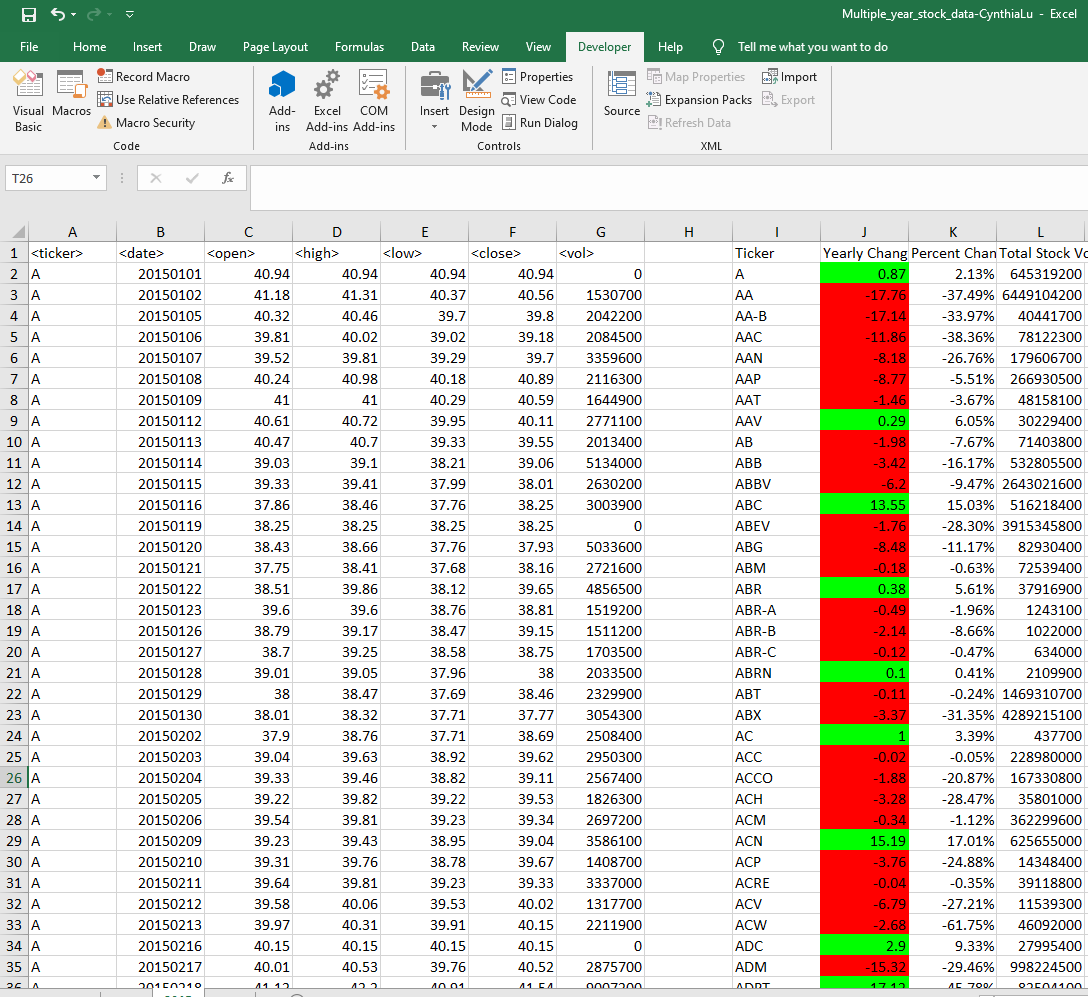 Multiple_year_stock_data-CynthiaLu - Excel
File Home Insert Draw Page Layout Formulas Data Review View Developer Help Tell me what you want to do
Visual Basic
Macros
Record Macro
Use Relative References
Macro Security
Code
Add-ins
Excel Add-ins
COM Add-ins
Add-ins
Insert
Design Mode
Properties
View Code
Run Dialog
Controls
Source
Map Properties
Expansion Packs
Refresh Data
Import
Export
XML
T26 fx
A B C D E F G H I J K L
1 <ticker> <date> <open> <high> <low> <close> <vol> Ticker Yearly Chang Percent Chan Total Stock Vo
2 A 20150101 40.94 40.94 40.94 40.94 0 A 0.87 2.13% 645319200
3 A 20150102 41.18 41.31 40.37 40.56 1530700 AA -17.76 -37.49% 6449104200
4 A 20150105 40.32 40.46 39.7 39.8 2042200 AA-B -17.14 -33.97% 40441700
5 A 20150106 39.81 40.02 39.02 39.18 2084500 AAC -11.86 -38.36% 78122300
6 A 20150107 39.52 39.81 39.29 39.7 3359600 AAN -8.18 -26.76% 179606700
7 A 20150108 40.24 40.98 40.18 40.89 2116300 AAP -8.77 -5.51% 266930500
8 A 20150109 41 41 40.29 40.59 1644900 AAT -1.46 -3.67% 48158100
9 A 20150112 40.61 40.72 39.95 40.11 2771100 AAV 0.29 6.05% 30229400
10 A 20150113 40.47 40.7 39.33 39.55 2013400 AB -1.98 -7.67% 71403800
11 A 20150114 39.03 39.1 38.21 39.06 5134000 ABB -3.42 -16.17% 532805500
12 A 20150115 39.33 39.41 37.99 38.01 2630200 ABBV -6.2 -9.47% 2643021600
13 A 20150116 37.86 38.46 37.76 38.25 3003900 ABC 13.55 15.03% 516218400
14 A 20150119 38.25 38.25 38.25 38.25 0 ABEV -1.76 -28.30% 3915345800
15 A 20150120 38.43 38.66 37.76 37.93 5033600 ABG -8.48 -11.17% 82930400
16 A 20150121 37.75 38.41 37.68 38.16 2721600 ABM -0.18 -0.63% 72539400
17 A 20150122 38.51 39.86 38.12 39.65 4856500 ABR 0.38 5.61% 37916900
18 A 20150123 39.6 39.6 38.76 38.81 1519200 ABR-A -0.49 -1.96% 1243100
19 A 20150126 38.79 39.17 38.47 39.15 1511200 ABR-B -2.14 -8.66% 1022000
20 A 20150127 38.7 39.25 38.58 38.75 1703500 ABR-C -0.12 -0.47% 634000
21 A 20150128 39.01 39.05 37.96 38 2033500 ABRN 0.1 0.41% 2109900
22 A 20150129 38 38.47 37.69 38.46 2329900 ABT -0.11 -0.24% 1469310700
23 A 20150130 38.01 38.32 37.71 37.77 3054300 ABX -3.37 -31.35% 4289215100
24 A 20150202 37.9 38.76 37.71 38.69 2508400 AC 1 3.39% 437700
25 A 20150203 39.04 39.63 38.92 39.62 2950300 ACC -0.02 -0.05% 228980000
26 A 20150204 39.33 39.46 38.82 39.11 2567400 ACCO -1.88 -20.87% 167330800
27 A 20150205 39.22 39.82 39.22 39.53 1826300 ACH -3.28 -28.47% 35801000
28 A 20150206 39.54 39.81 39.23 39.34 2697200 ACM -0.34 -1.12% 362299600
29 A 20150209 39.23 39.43 38.95 39.04 3586100 ACN 15.19 17.01% 625655000
30 A 20150210 39.31 39.76 38.78 39.67 1408700 ACP -3.76 -24.88% 14348400
31 A 20150211 39.64 39.81 39.23 39.33 3337000 ACRE -0.04 -0.35% 39118800
32 A 20150212 39.58 40.06 39.53 40.02 1317700 ACV -6.79 -27.21% 11539300
33 A 20150213 39.97 40.31 39.91 40.15 2211900 ACW -2.68 -61.75% 46092000
34 A 20150216 40.15 40.15 40.15 40.15 0 ADC 2.9 9.33% 27995400
35 A 20150217 40.01 40.53 39.76 40.52 2875700 ADM -15.32 -29.46% 998224500